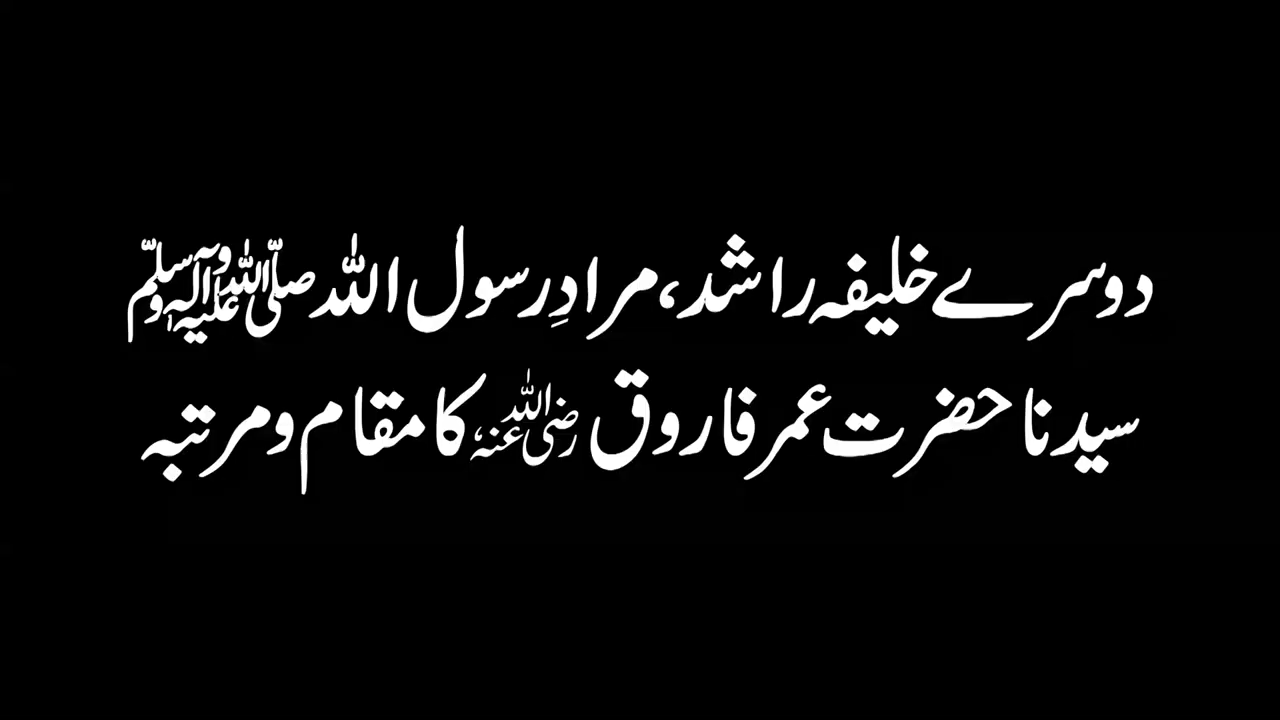 دوسرے خلیفہ راشد، مرادِ رسول اللہ صلی اللہ علیہ وآلہ وسلم
سیدنا حضرت عمر فاروق رضی اللہ عنہ کا مقام و مرتبہ